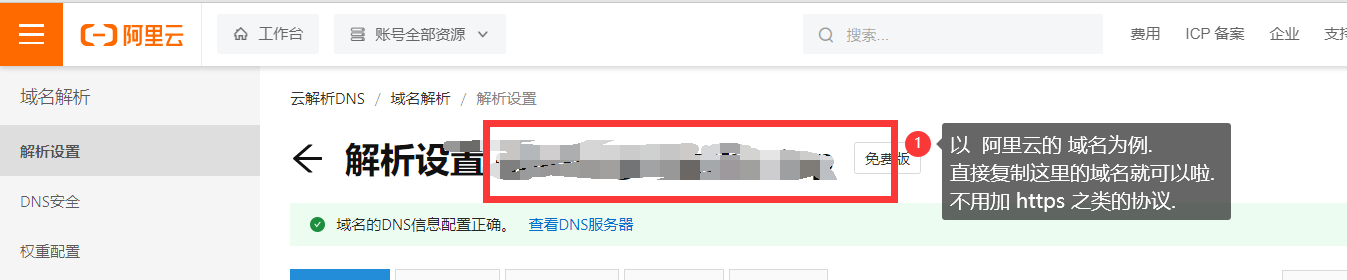 阿里云
工作台
账号全部资源
搜索...
费用
ICP 备案
企业
支持
域名解析
云解析DNS / 域名解析 / 解析设置
解析设置
解析设置
免费版
1
以 阿里云的 域名为例.
直接复制这里的域名就可以啦.
不用加 https 之类的协议.
DNS安全
域名的DNS信息配置正确。 查看DNS服务器
权重配置